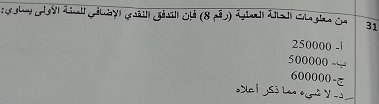 31 من معلومات الحالة العملية (رقم 8) فإن التدفق النقدي الإضافي للسنة الأولى يساوي:
أ- 250000
ب- 500000
ج- 600000
د- لا شيء مما ذكر أعلاه